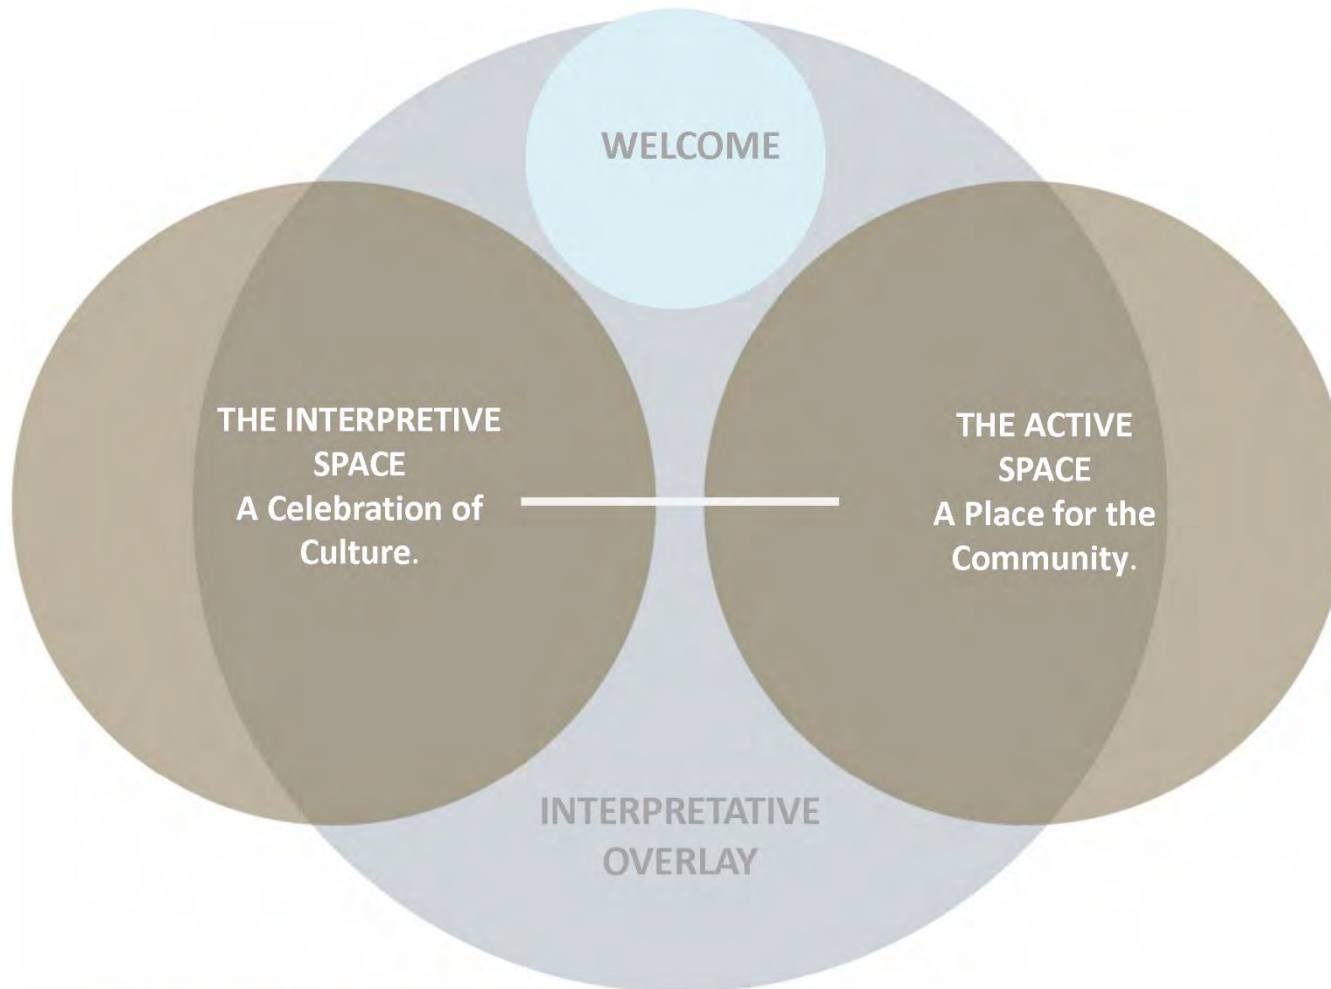 WELCOME
THE INTERPRETIVE
SPACE
A Celebration of
Culture.
THE ACTIVE
SPACE
A Place for the
Community.
INTERPRETATIVE
OVERLAY